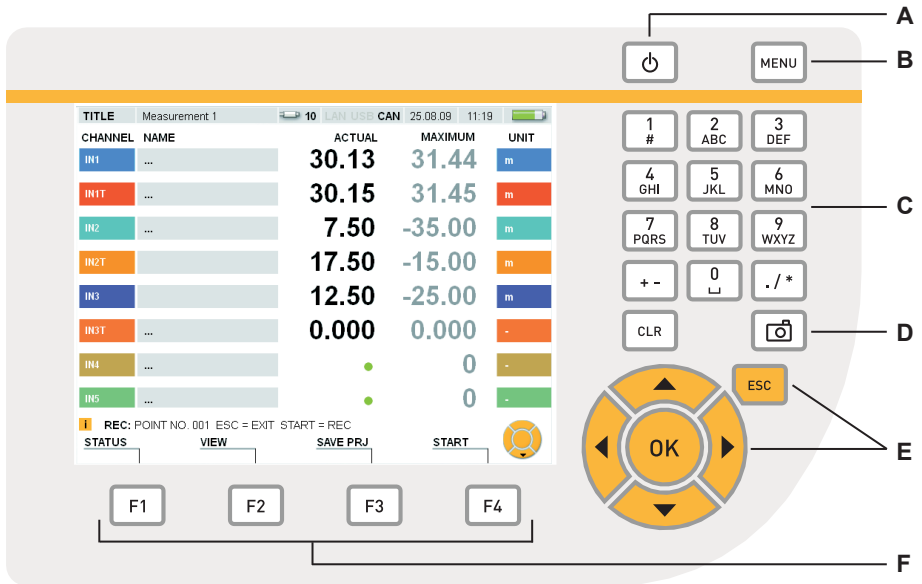 A
B
MENU
TITLE Measurement 1 10 LAN USB CAN 25.08.09 11:19
CHANNEL NAME ACTUAL MAXIMUM UNIT
IN1 ... 30.13 31.44 m
IN1T ... 30.15 31.45 m
IN2 ... 7.50 -35.00 m
IN2T 17.50 -15.00 m
IN3 12.50 -25.00 m
IN3T ... 0.000 0.000 -
IN4 ... 0 -
IN5 ... 0 -
i REC: POINT NO. 001 ESC = EXIT START = REC
STATUS VIEW SAVE PRJ START
F1 F2 F3 F4
1 2 3
# ABC DEF
4 5 6
GHI JKL MNO
C
7 8 9
PQRS TUV WXYZ
+ - 0 ./*
CLR
D
ESC
OK
E
F